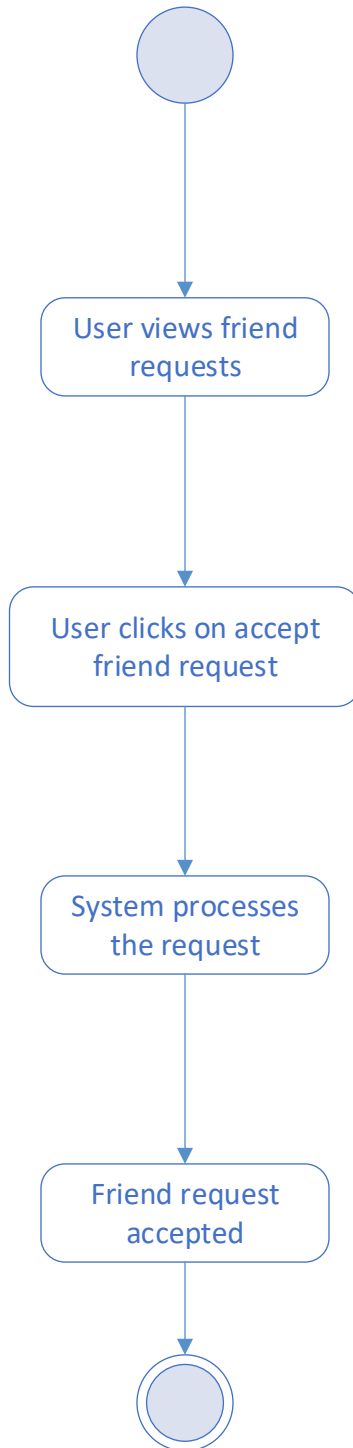 User views friend
requests
User clicks on accept
friend request
System processes
the request
Friend request
accepted